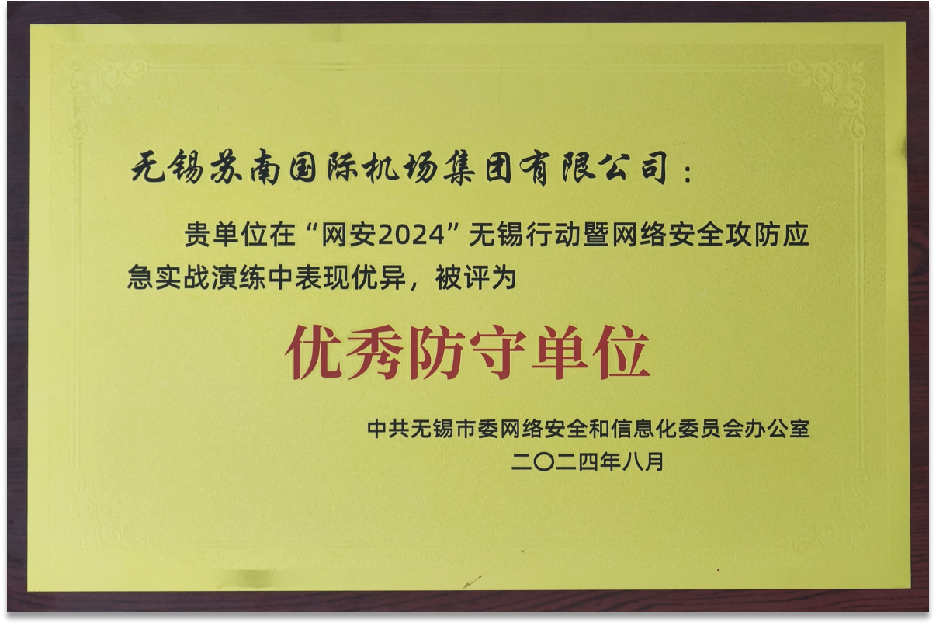 无锡苏南国际机场集团有限公司：
贵单位在“网安2024”无锡行动暨网络安全攻防应
急实战演练中表现优异，被评为
优秀防守单位
中共无锡市委网络安全和信息化委员会办公室
二〇二四年八月